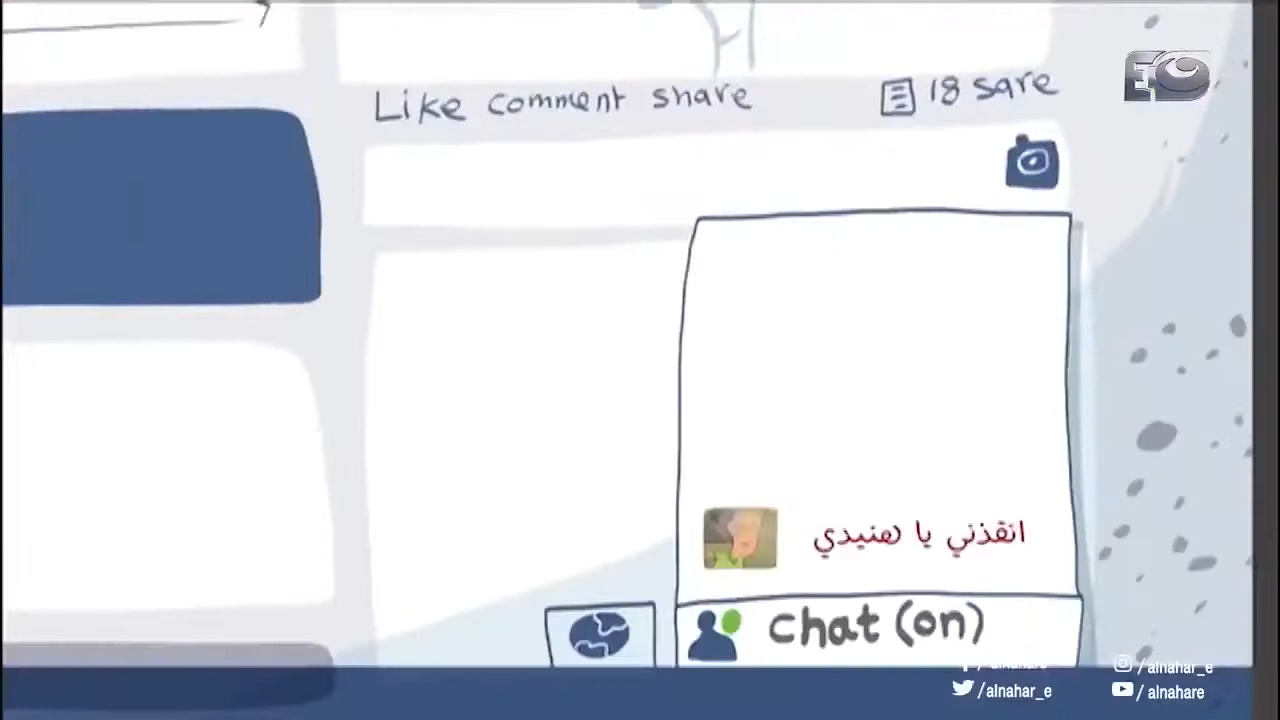 Like comment share
18 sare
انقذني يا هنيدي
chat (on)
/alnahar_e
/alnahar_e
/alnahare